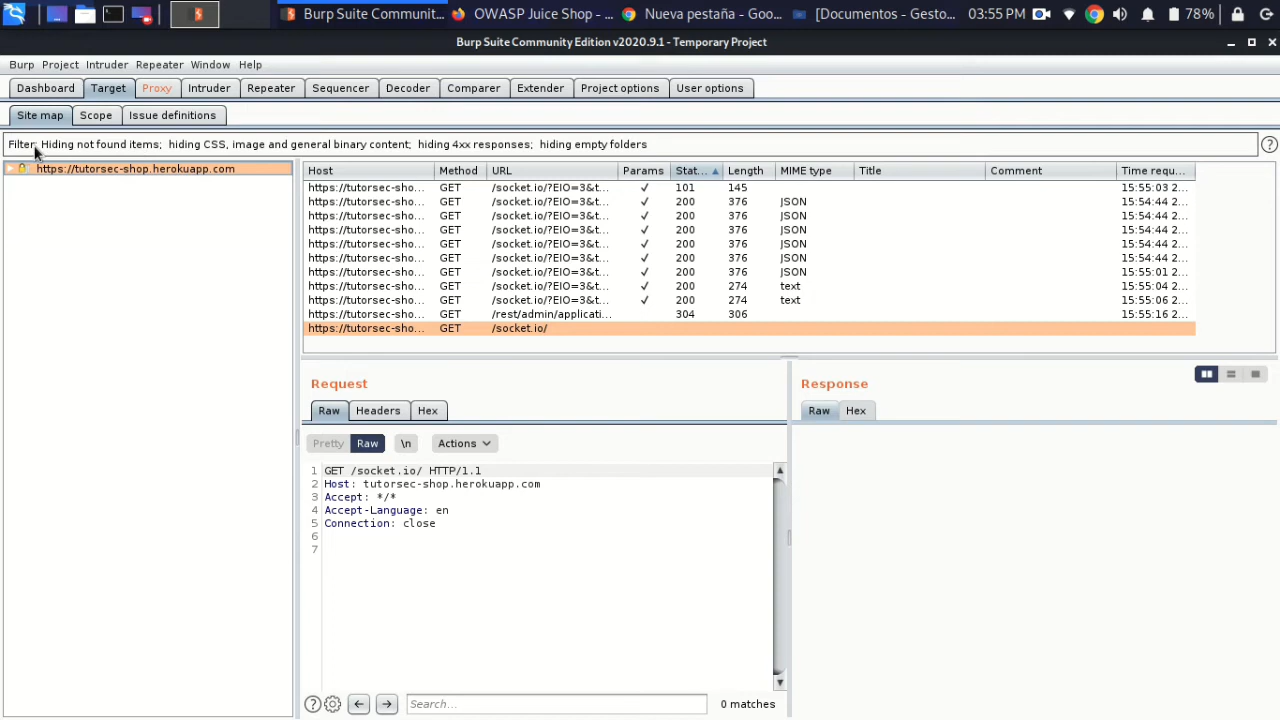 Burp Suite Communit... OWASP Juice Shop - ... Nueva pestaña - Goo... [Documentos - Gesto... 03:55 PM 78%
Burp Suite Community Edition v2020.9.1 - Temporary Project
Burp Project Intruder Repeater Window Help
Dashboard Target Proxy Intruder Repeater Sequencer Decoder Comparer Extender Project options User options
Site map Scope Issue definitions
Filter: Hiding not found items; hiding CSS, image and general binary content; hiding 4xx responses; hiding empty folders ?
https://tutorsec-shop.herokuapp.com
Host Method URL Params Stat... Length MIME type Title Comment Time requ...
https://tutorsec-sho... GET /socket.io/?EIO=3&t... ✓ 101 145 15:55:03 2...
https://tutorsec-sho... GET /socket.io/?EIO=3&t... ✓ 200 376 JSON 15:54:44 2...
https://tutorsec-sho... GET /socket.io/?EIO=3&t... ✓ 200 376 JSON 15:54:44 2...
https://tutorsec-sho... GET /socket.io/?EIO=3&t... ✓ 200 376 JSON 15:54:44 2...
https://tutorsec-sho... GET /socket.io/?EIO=3&t... ✓ 200 376 JSON 15:54:44 2...
https://tutorsec-sho... GET /socket.io/?EIO=3&t... ✓ 200 376 JSON 15:54:44 2...
https://tutorsec-sho... GET /socket.io/?EIO=3&t... ✓ 200 376 JSON 15:55:01 2...
https://tutorsec-sho... GET /socket.io/?EIO=3&t... ✓ 200 274 text 15:55:04 2...
https://tutorsec-sho... GET /socket.io/?EIO=3&t... ✓ 200 274 text 15:55:06 2...
https://tutorsec-sho... GET /rest/admin/applicati... 304 306 15:55:16 2...
https://tutorsec-sho... GET /socket.io/
Request
Raw Headers Hex
Pretty Raw \n Actions
1 GET /socket.io/ HTTP/1.1
2 Host: tutorsec-shop.herokuapp.com
3 Accept: */*
4 Accept-Language: en
5 Connection: close
6
7
? Search... 0 matches
Response
Raw Hex